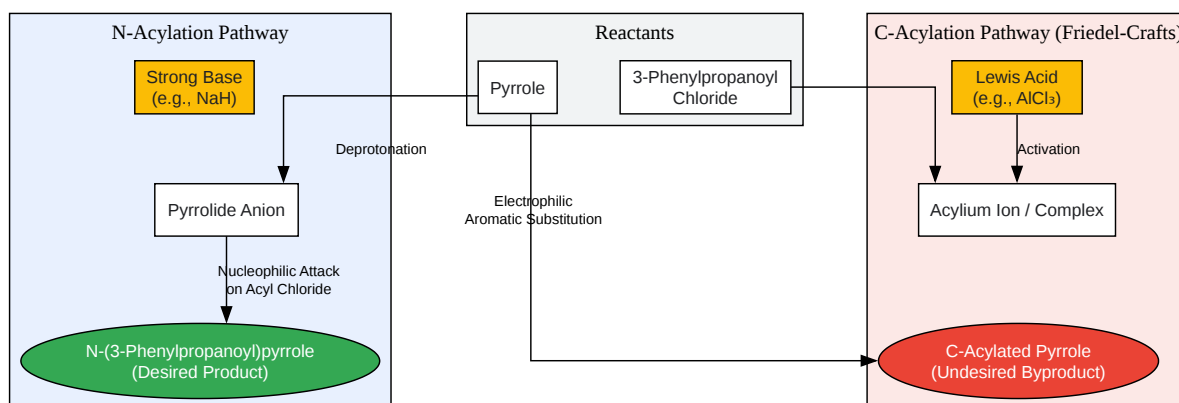 N-Acylation Pathway
Strong Base
(e.g., NaH)
Deprotonation
Pyrrolide Anion
Nucleophilic Attack
on Acyl Chloride
N-(3-Phenylpropanoyl)pyrrole
(Desired Product)
Reactants
Pyrrole
3-Phenylpropanoyl
Chloride
Electrophilic
Aromatic Substitution
C-Acylation Pathway (Friedel-Crafts)
Lewis Acid
(e.g., AlCl₃)
Activation
Acylium Ion / Complex
C-Acylated Pyrrole
(Undesired Byproduct)